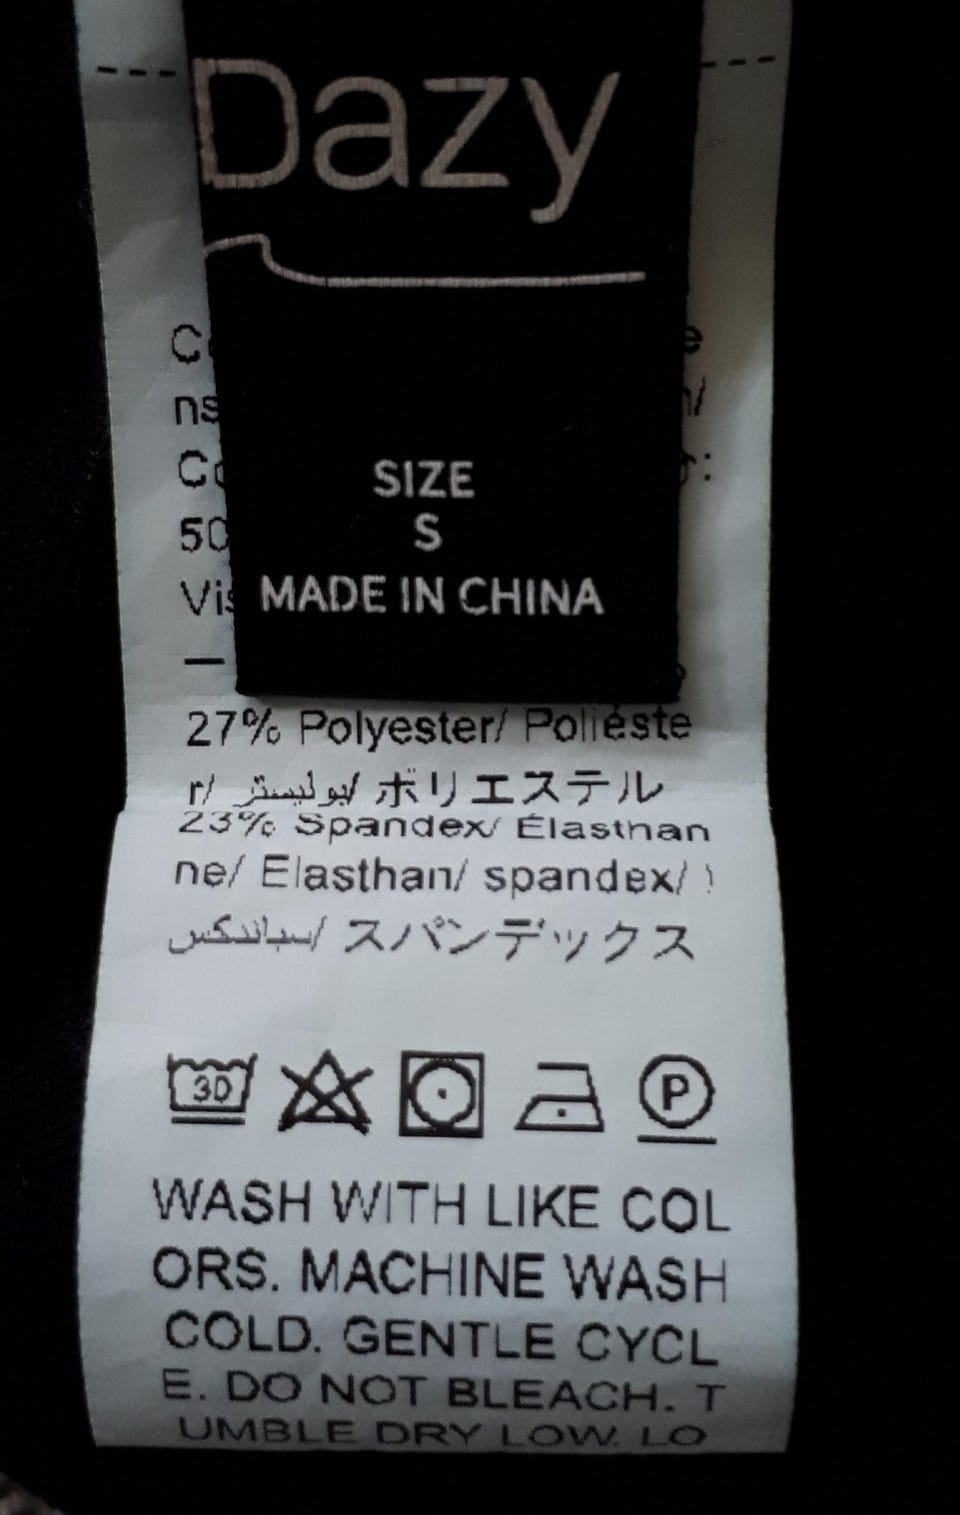 Dazy
SIZE
S
MADE IN CHINA
27% Polyester/ Poliéste
r/ بوليستر/ ポリエステル
23% Spandex/ Élasthan
ne/ Elasthan/ spandex/
سباندكس/ スパンデックス
30
P
WASH WITH LIKE COL
ORS. MACHINE WASH
COLD. GENTLE CYCL
E. DO NOT BLEACH. T
UMBLE DRY LOW. LO